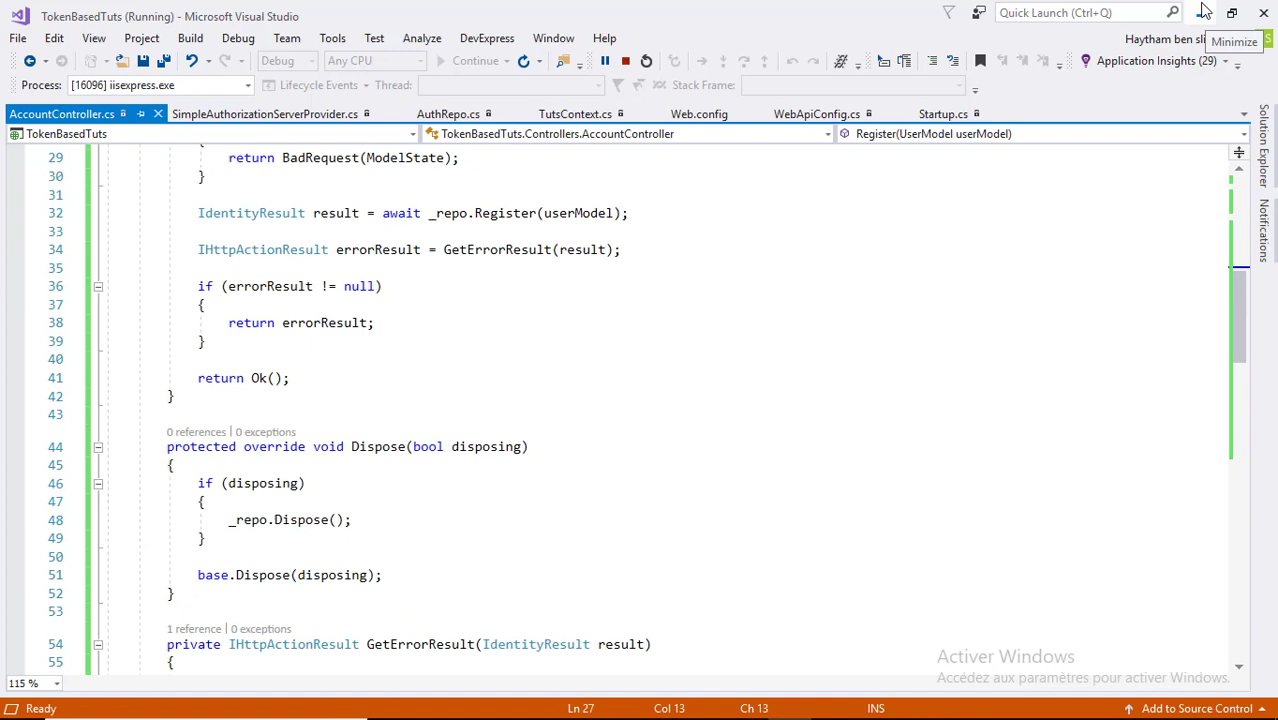 TokenBasedTuts (Running) - Microsoft Visual Studio
Quick Launch (Ctrl+Q)
File Edit View Project Build Debug Team Tools Test Analyze DevExpress Window Help
Haytham ben sl
Minimize
Debug Any CPU Continue Application Insights (29)
Process: [16096] iisexpress.exe Lifecycle Events Thread: Stack Frame:
AccountController.cs SimpleAuthorizationServerProvider.cs AuthRepo.cs TutsContext.cs Web.config WebApiConfig.cs Startup.cs
TokenBasedTuts TokenBasedTuts.Controllers.AccountController Register(UserModel userModel)
Solution Explorer
Notifications
{
29 return BadRequest(ModelState);
30 }
31
32 IdentityResult result = await _repo.Register(userModel);
33
34 IHttpActionResult errorResult = GetErrorResult(result);
35
36 if (errorResult != null)
37 {
38 return errorResult;
39 }
40
41 return Ok();
42 }
43
0 references | 0 exceptions
44 protected override void Dispose(bool disposing)
45 {
46 if (disposing)
47 {
48 _repo.Dispose();
49 }
50
51 base.Dispose(disposing);
52 }
53
1 reference | 0 exceptions
54 private IHttpActionResult GetErrorResult(IdentityResult result)
55 {
Activer Windows
Accédez aux paramètres pour activer Windows.
115 %
Ready Ln 27 Col 13 Ch 13 INS Add to Source Control